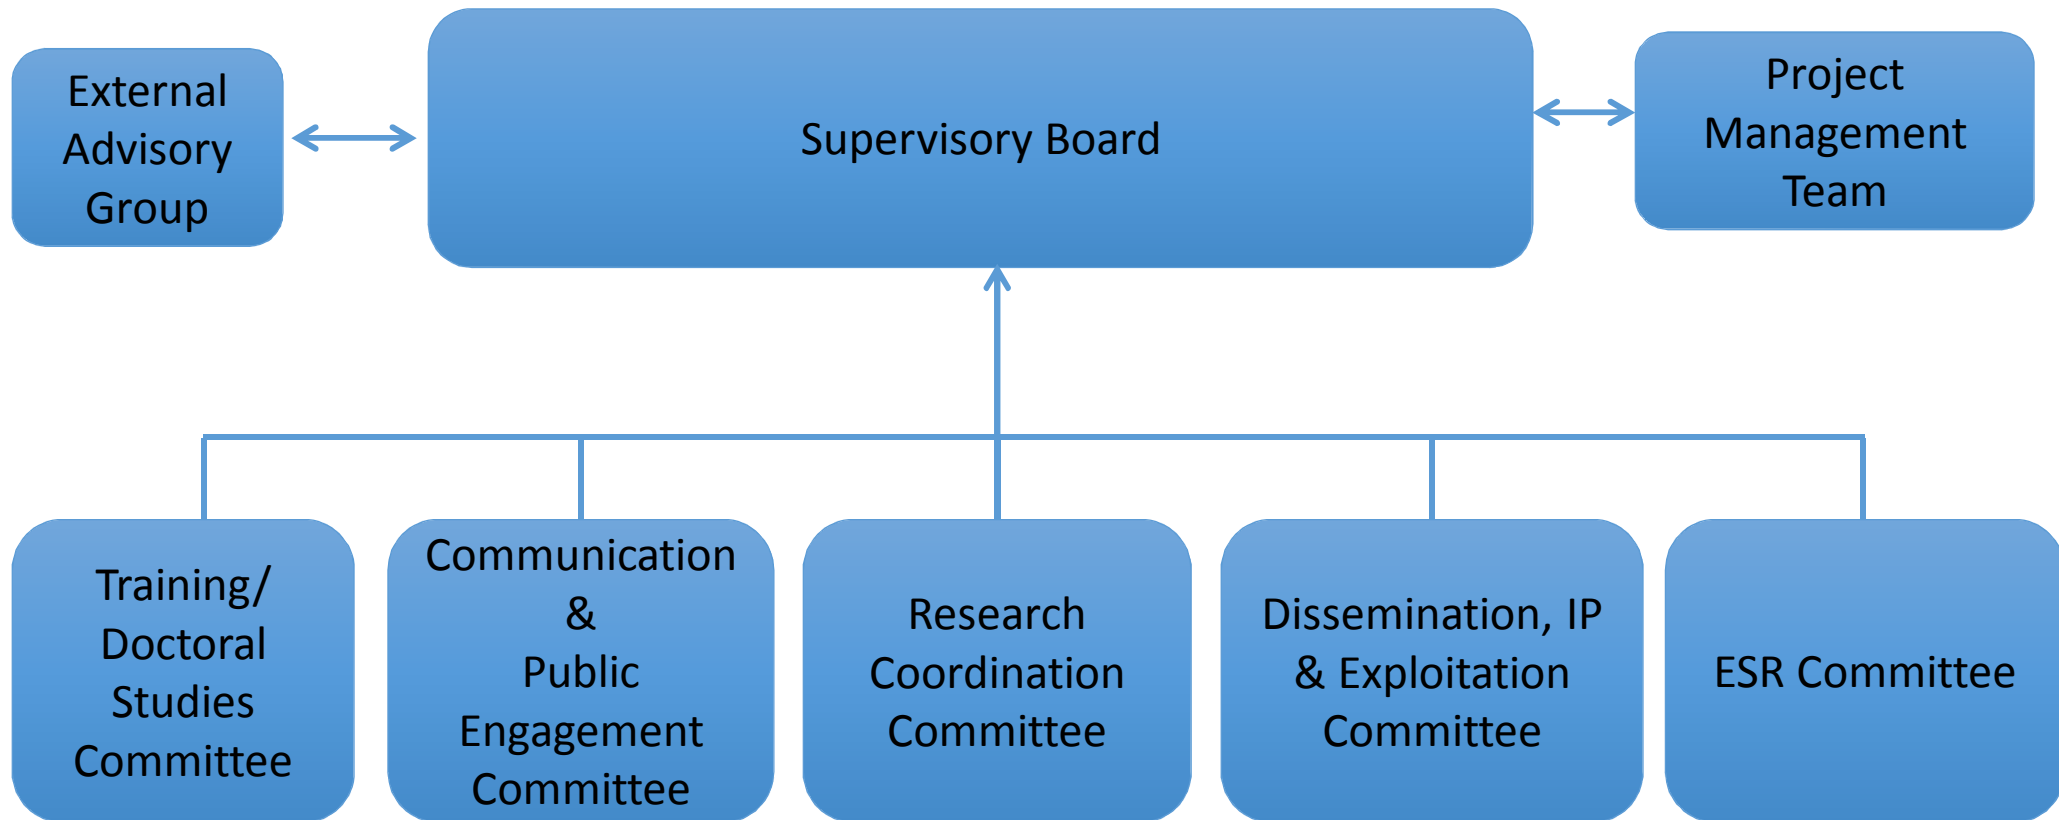 External
Advisory
Group
Supervisory Board
Project
Management
Team
Training/
Doctoral
Studies
Committee
Communication
&
Public
Engagement
Committee
Research
Coordination
Committee
Dissemination, IP
& Exploitation
Committee
ESR Committee